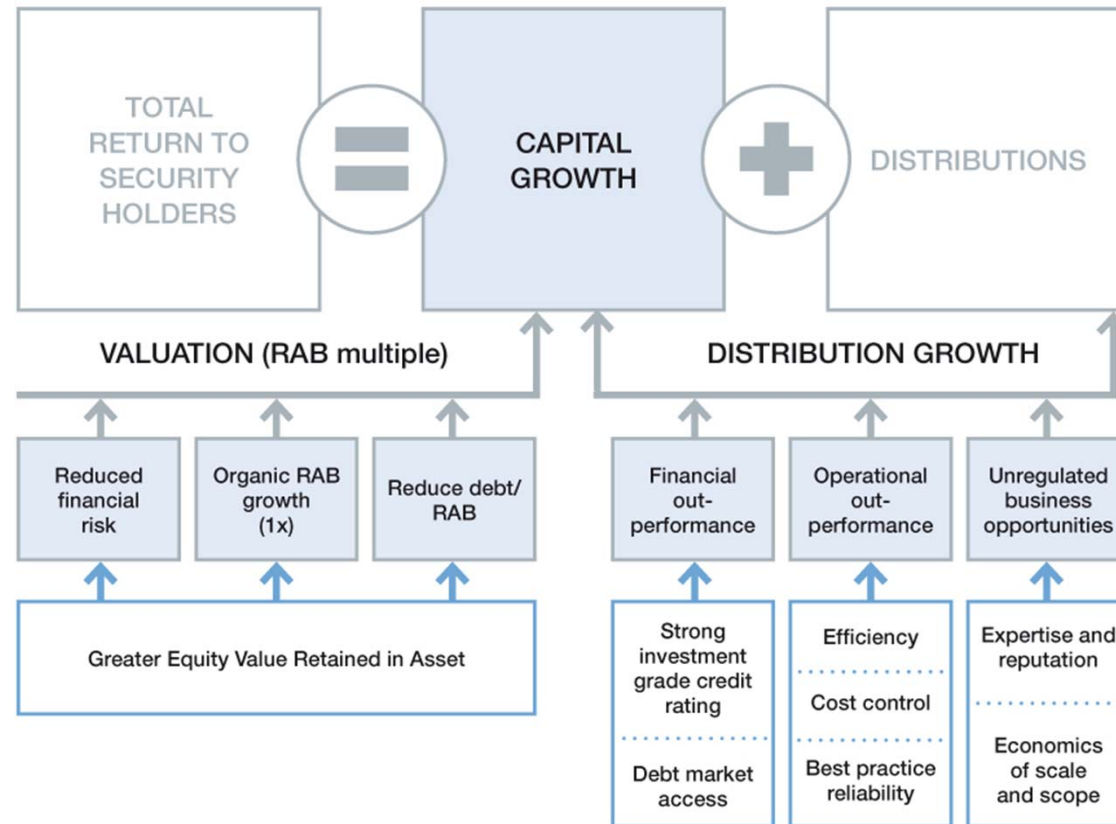 TOTAL
RETURN TO
SECURITY
HOLDERS
=
CAPITAL
GROWTH
+
DISTRIBUTIONS
VALUATION (RAB multiple)
DISTRIBUTION GROWTH
Reduced
financial
risk
Organic RAB
growth
(1x)
Reduce debt/
RAB
Financial
out-
performance
Operational
out-
performance
Unregulated
business
opportunities
Greater Equity Value Retained in Asset
Strong
investment
grade credit
rating
Debt market
access
Efficiency
Cost control
Best practice
reliability
Expertise and
reputation
Economics
of scale
and scope